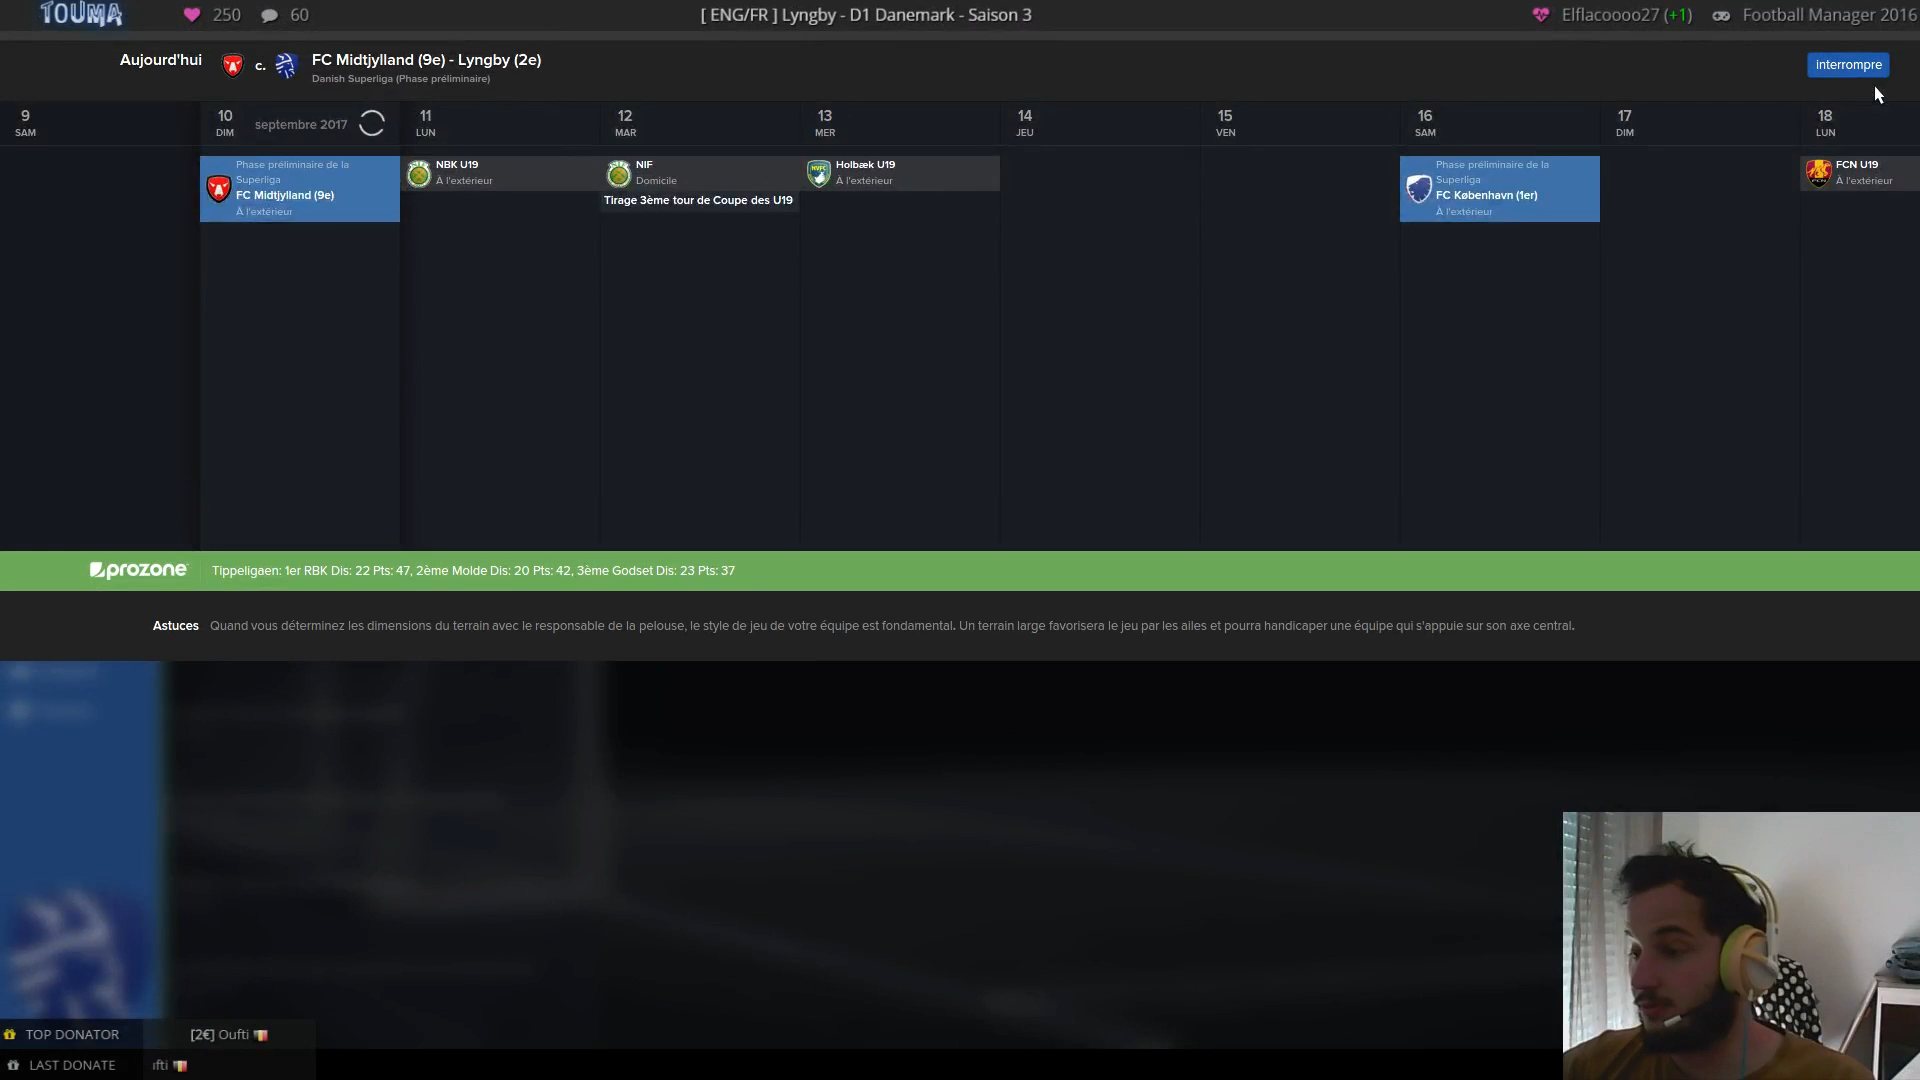 TOUMA
250
60
[ ENG/FR ] Lyngby - D1 Danemark - Saison 3
Elflacoooo27 (+1)
Football Manager 2016
Aujourd'hui
c.
FC Midtjylland (9e) - Lyngby (2e)
Danish Superliga (Phase préliminaire)
interrompre
9
SAM
10
DIM
septembre 2017
11
LUN
12
MAR
13
MER
14
JEU
15
VEN
16
SAM
17
DIM
18
LUN
Phase préliminaire de la
Superliga
FC Midtjylland (9e)
À l'extérieur
NBK U19
À l'extérieur
NIF
Domicile
Tirage 3ème tour de Coupe des U19
Holbæk U19
À l'extérieur
Phase préliminaire de la
Superliga
FC København (1er)
À l'extérieur
FCN U19
À l'extérieur
prozone
Tippeligaen: 1er RBK Dis: 22 Pts: 47, 2ème Molde Dis: 20 Pts: 42, 3ème Godset Dis: 23 Pts: 37
Astuces
Quand vous déterminez les dimensions du terrain avec le responsable de la pelouse, le style de jeu de votre équipe est fondamental. Un terrain large favorisera le jeu par les ailes et pourra handicaper une équipe qui s'appuie sur son axe central.
TOP DONATOR
[2€] Oufti
LAST DONATE
ifti